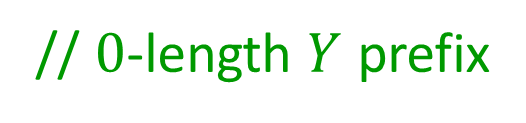 // 0-length Y prefix